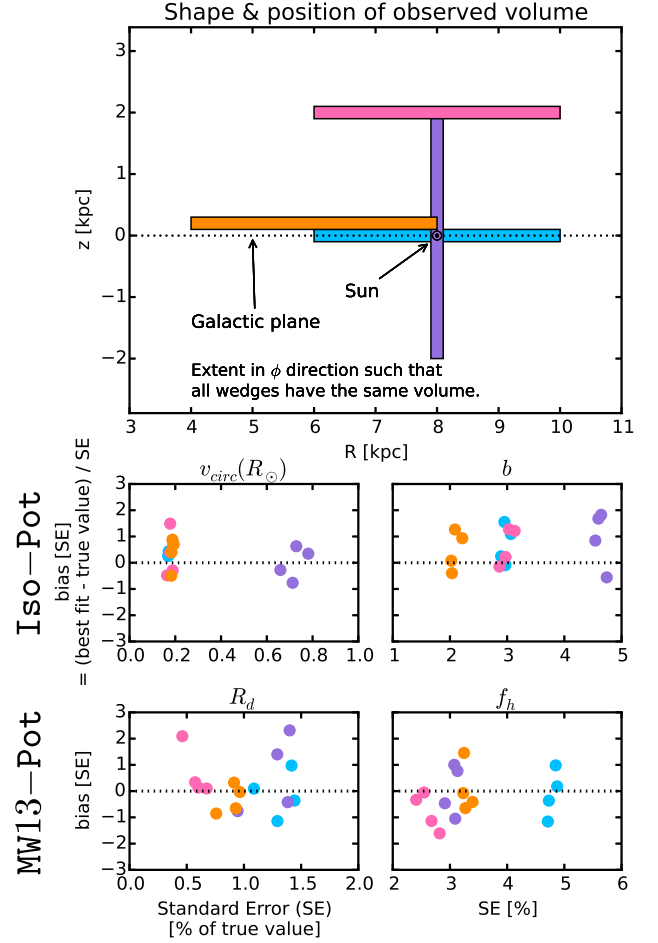 Shape & position of observed volume
3
2
1
0
−1
−2
3
4
5
6
7
8
9
10
11
z [kpc]
R [kpc]
Sun
Galactic plane
Extent in ϕ direction such that
all wedges have the same volume.
Iso−Pot
bias [SE]
= (best fit - true value) / SE
v_circ(R_⊙)
3
2
1
0
−1
−2
−3
0.0
0.2
0.4
0.6
0.8
1.0
b
1
2
3
4
5
MW13−Pot
bias [SE]
R_d
3
2
1
0
−1
−2
−3
0.0
0.5
1.0
1.5
2.0
Standard Error (SE)
[% of true value]
f_h
2
3
4
5
6
SE [%]